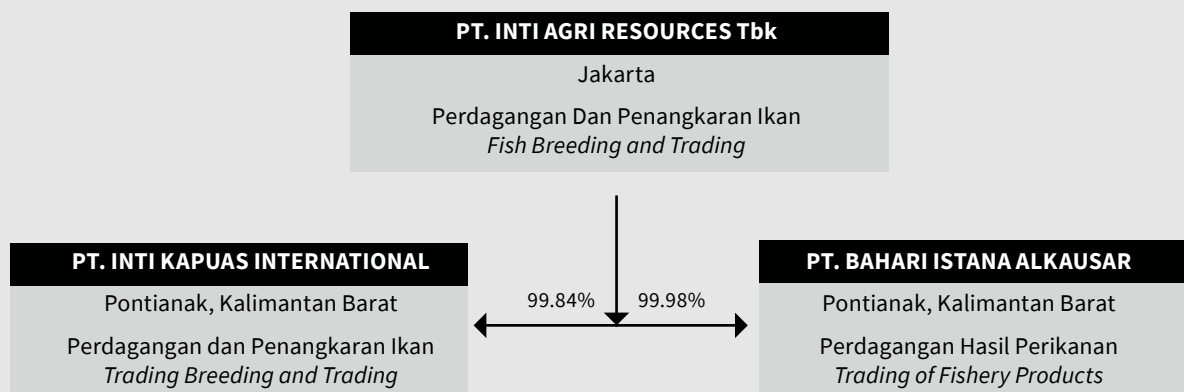 PT. INTI AGRI RESOURCES Tbk
Jakarta
Perdagangan Dan Penangkaran Ikan
Fish Breeding and Trading
PT. INTI KAPUAS INTERNATIONAL
Pontianak, Kalimantan Barat
Perdagangan dan Penangkaran Ikan
Trading Breeding and Trading
99.84%
99.98%
PT. BAHARI ISTANA ALKAUSAR
Pontianak, Kalimantan Barat
Perdagangan Hasil Perikanan
Trading of Fishery Products